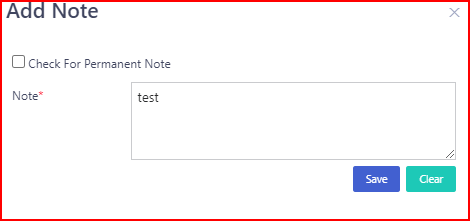 Add Note
Check For Permanent Note
Note*
test
Save Clear